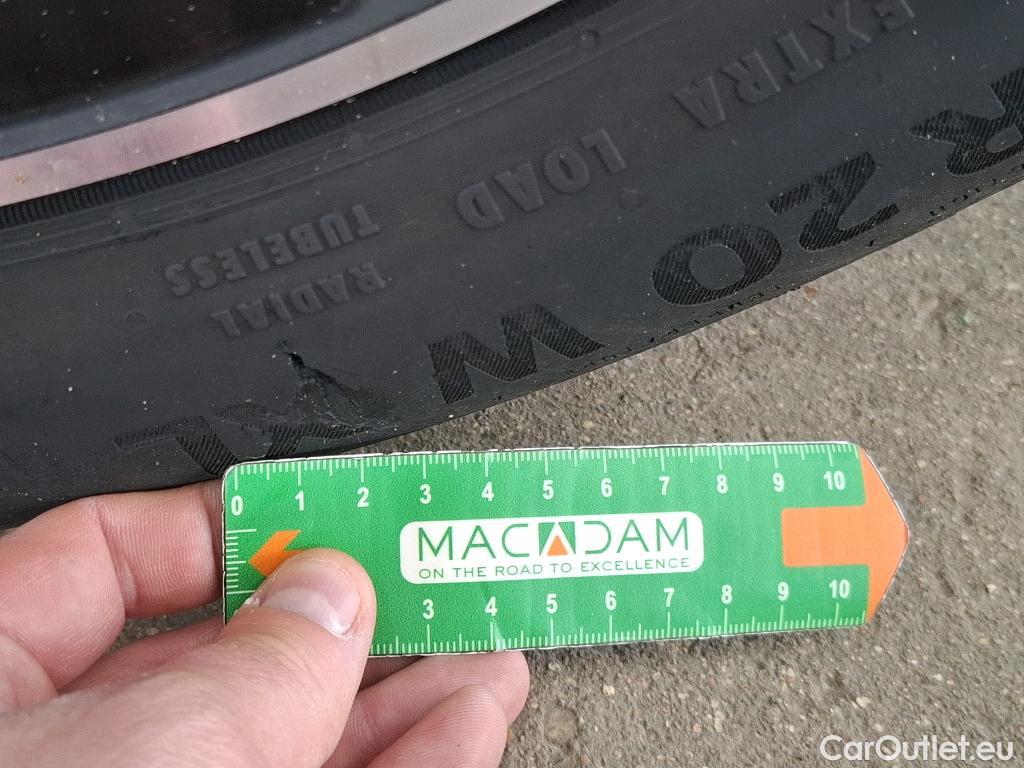 EXTRA LOAD
RADIAL
TUBELESS
R20 W XL
0 1 2 3 4 5 6 7 8 9 10
MACADAM
ON THE ROAD TO EXCELLENCE
3 4 5 6 7 8 9 10
CarOutlet.eu